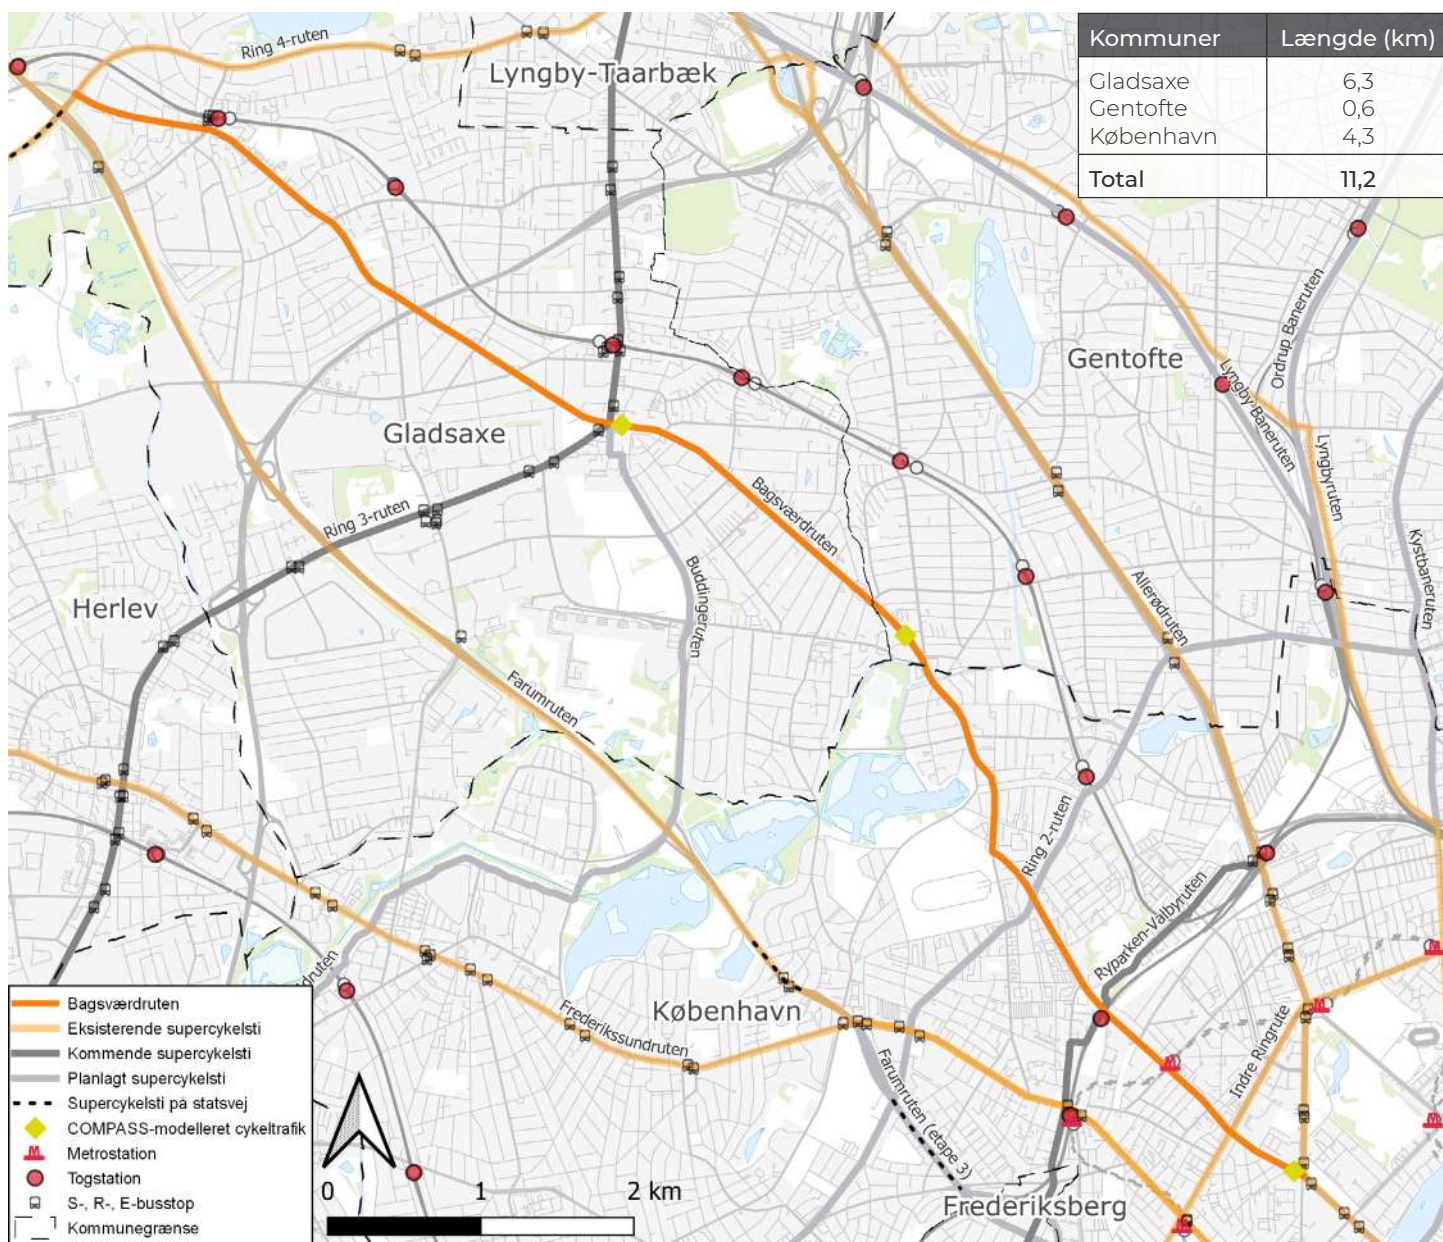 Kommuner Længde (km)
Gladsaxe 6,3
Gentofte 0,6
København 4,3
Total 11,2
Ring 4-ruten
Lyngby-Taarbæk
Ordrup Baneruten
Gentofte
Lyngby-Baneruten
Lyngbyruten
Gladsaxe
Bagsværdruten
Ring 3-ruten
Kystbaneruten
Buddingeruten
Allerødruten
Herlev
Farumruten
Ring 2-ruten
Ryparken-Valbyruten
København
Frederikssundruten
Indre Ringrute
Farumruten (etape 3)
Frederiksberg
druten
Bagsværdruten
Eksisterende supercykelsti
Kommende supercykelsti
Planlagt supercykelsti
Supercykelsti på statsvej
COMPASS-modelleret cykeltrafik
Metrostation
Togstation
S-, R-, E-busstop
Kommunegrænse
0 1 2 km